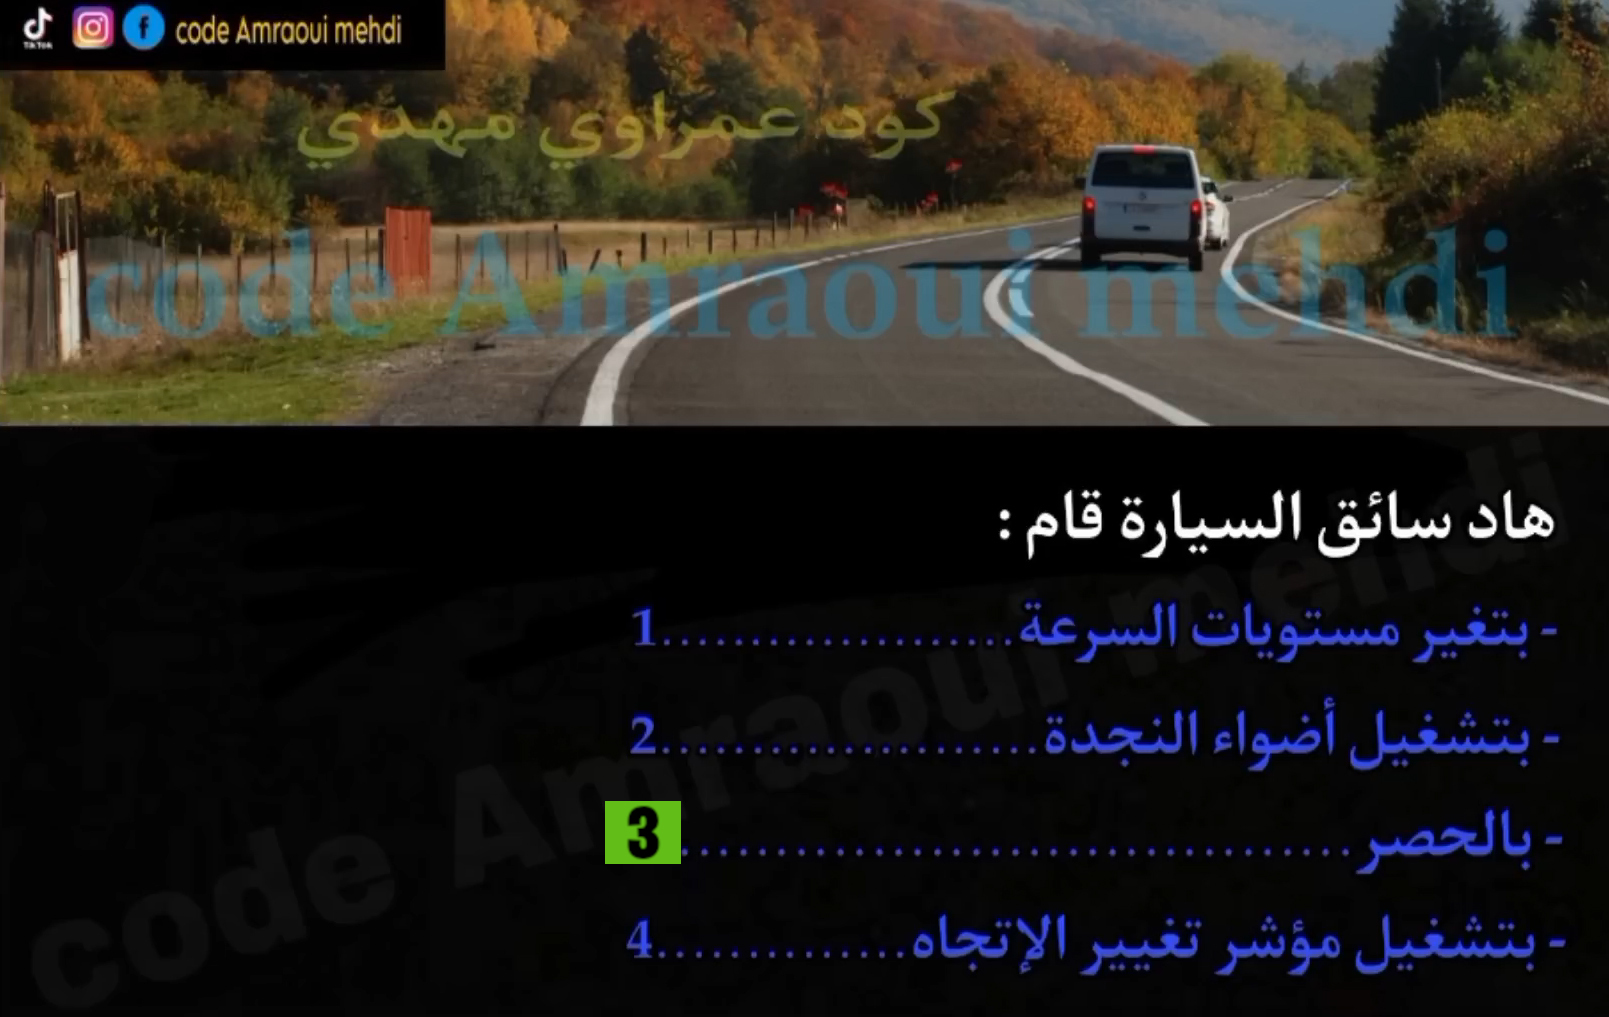 TikTok
code Amraoui mehdi
كود عمراوي مهدي
code Amraoui mehdi
هاد سائق السيارة قام :
- بتغير مستويات السرعة....................1
- بتشغيل أضواء النجدة.....................2
- بالحصر...................................3
- بتشغيل مؤشر تغيير الإتجاه..............4
code Amraoui mehdi